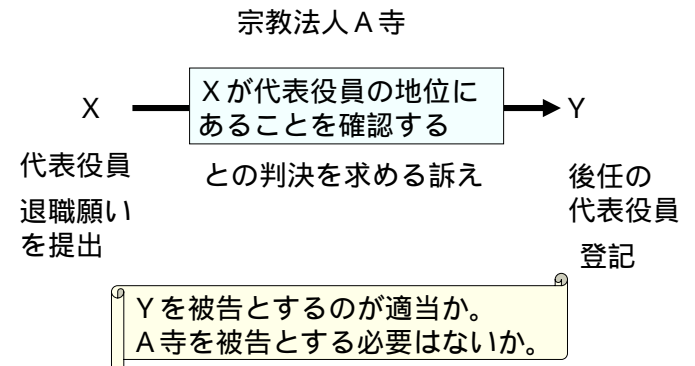 宗教法人A寺
X
Xが代表役員の地位に
あることを確認する
Y
代表役員
退職願い
を提出
との判決を求める訴え
後任の
代表役員
登記
Yを被告とするのが適当か。
A寺を被告とする必要はないか。